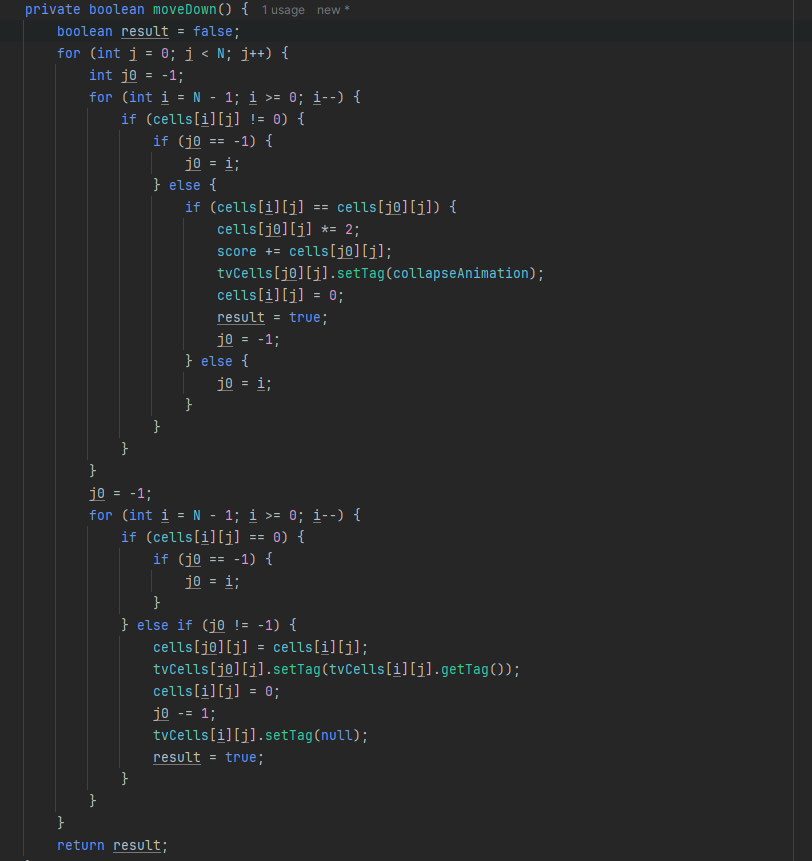 private boolean moveDown() { 1 usage new *
    boolean result = false;
    for (int j = 0; j < N; j++) {
        int j0 = -1;
        for (int i = N - 1; i >= 0; i--) {
            if (cells[i][j] != 0) {
                if (j0 == -1) {
                    j0 = i;
                } else {
                    if (cells[i][j] == cells[j0][j]) {
                        cells[j0][j] *= 2;
                        score += cells[j0][j];
                        tvCells[j0][j].setTag(collapseAnimation);
                        cells[i][j] = 0;
                        result = true;
                        j0 = -1;
                    } else {
                        j0 = i;
                    }
                }
            }
        }
        j0 = -1;
        for (int i = N - 1; i >= 0; i--) {
            if (cells[i][j] == 0) {
                if (j0 == -1) {
                    j0 = i;
                }
            } else if (j0 != -1) {
                cells[j0][j] = cells[i][j];
                tvCells[j0][j].setTag(tvCells[i][j].getTag());
                cells[i][j] = 0;
                j0 -= 1;
                tvCells[i][j].setTag(null);
                result = true;
            }
        }
    }
    return result;